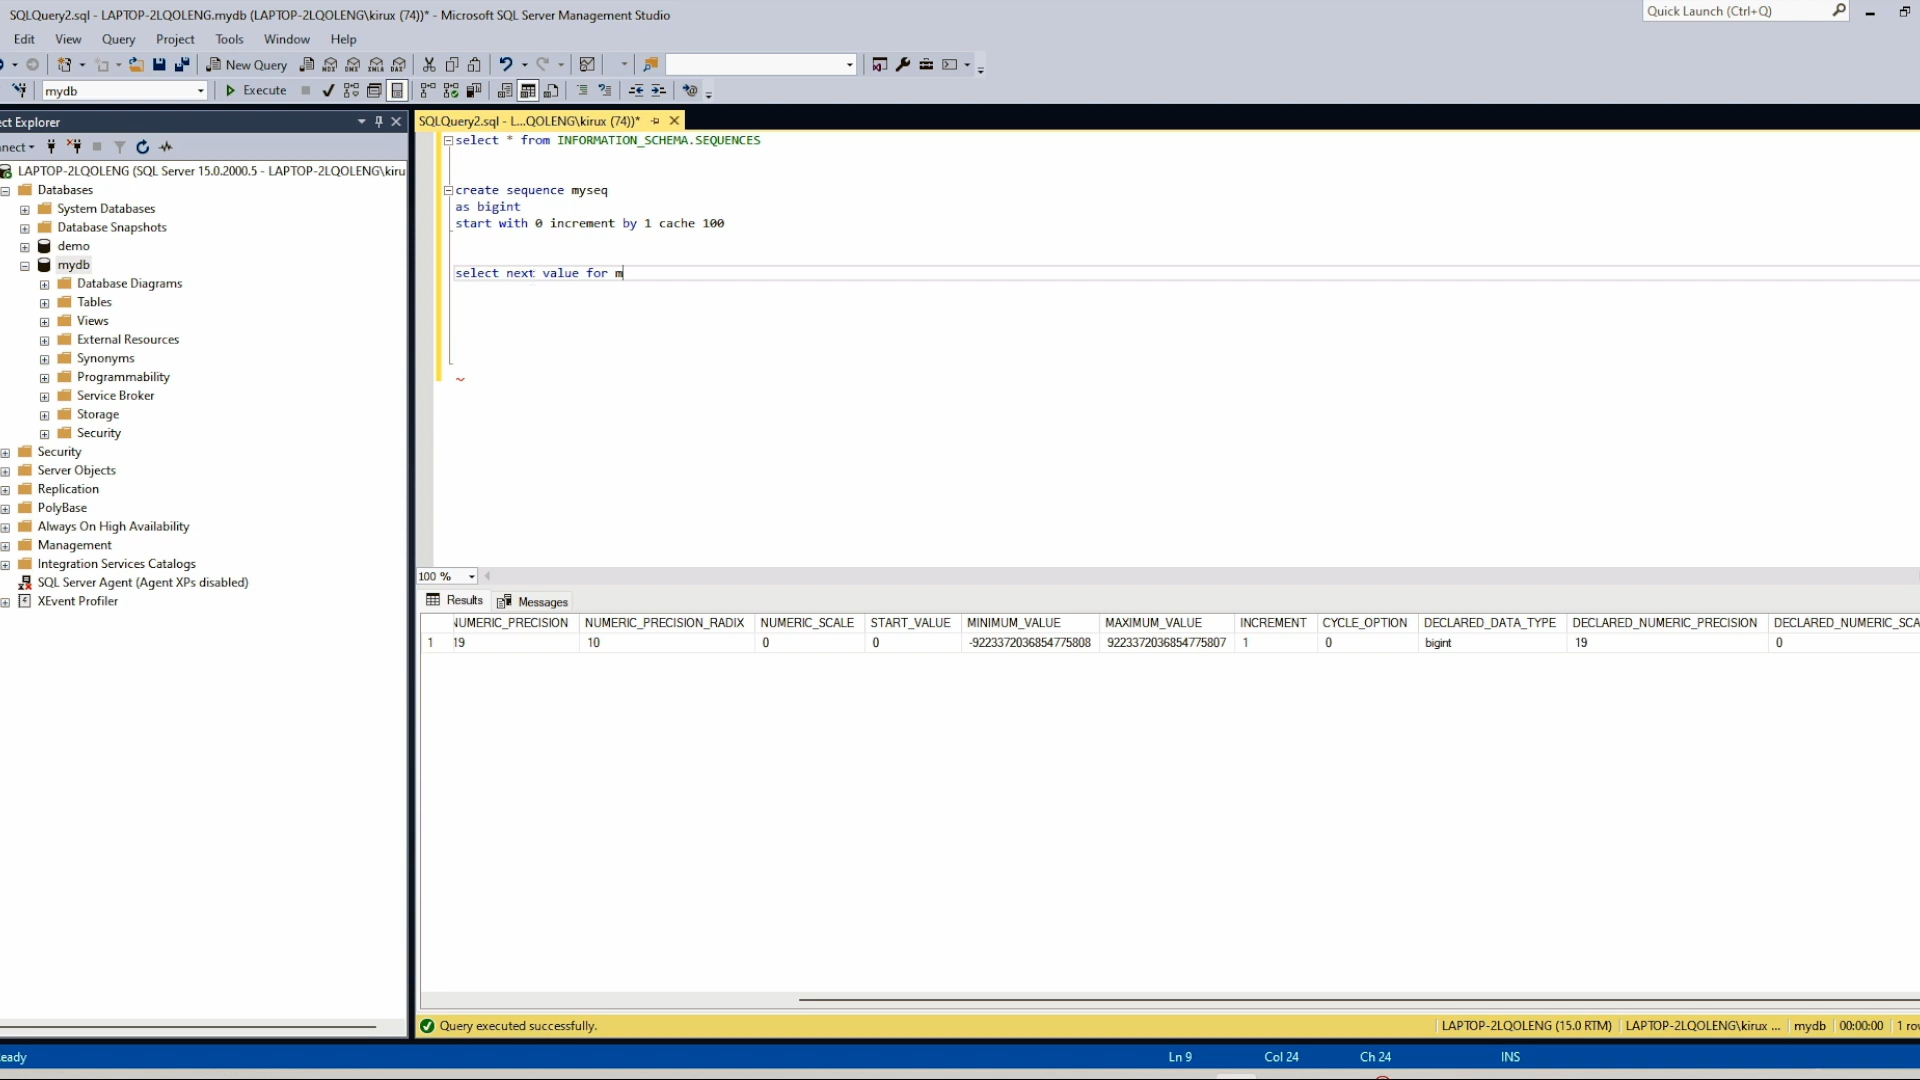 SQLQuery2.sql - LAPTOP-2LQOLENG.mydb (LAPTOP-2LQOLENG\kirux (74))* - Microsoft SQL Server Management Studio
Quick Launch (Ctrl+Q)
Edit View Query Project Tools Window Help
New Query
mydb
Execute
ect Explorer
SQLQuery2.sql - L...QOLENG\kirux (74))*
nnect
LAPTOP-2LQOLENG (SQL Server 15.0.2000.5 - LAPTOP-2LQOLENG\kiru
Databases
System Databases
Database Snapshots
demo
mydb
Database Diagrams
Tables
Views
External Resources
Synonyms
Programmability
Service Broker
Storage
Security
Security
Server Objects
Replication
PolyBase
Always On High Availability
Management
Integration Services Catalogs
SQL Server Agent (Agent XPs disabled)
XEvent Profiler
select * from INFORMATION_SCHEMA.SEQUENCES
create sequence myseq
as bigint
start with 0 increment by 1 cache 100
select next value for m
100 %
Results Messages
NUMERIC_PRECISION NUMERIC_PRECISION_RADIX NUMERIC_SCALE START_VALUE MINIMUM_VALUE MAXIMUM_VALUE INCREMENT CYCLE_OPTION DECLARED_DATA_TYPE DECLARED_NUMERIC_PRECISION DECLARED_NUMERIC_SCA
1 19 10 0 0 -9223372036854775808 9223372036854775807 1 0 bigint 19 0
Query executed successfully.
LAPTOP-2LQOLENG (15.0 RTM) LAPTOP-2LQOLENG\kirux ... mydb 00:00:00 1 ro
eady Ln 9 Col 24 Ch 24 INS